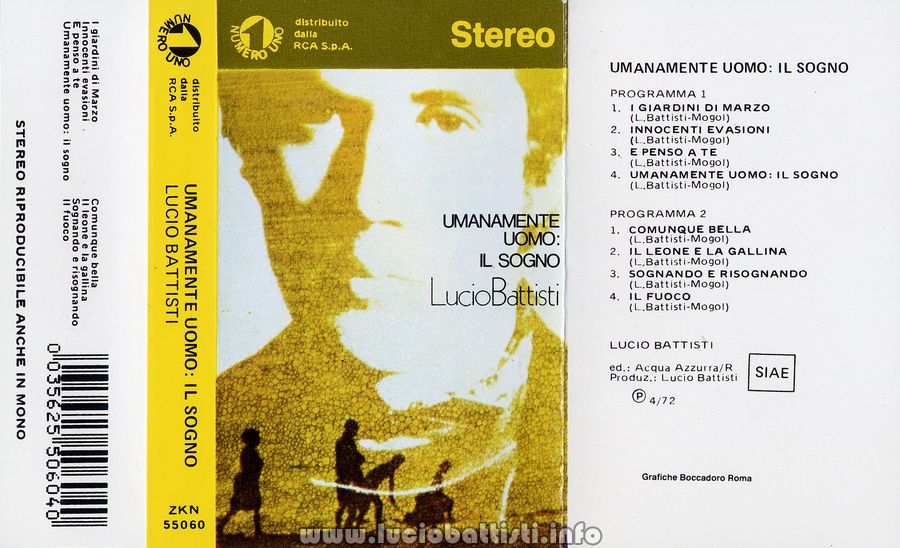 I giardini di Marzo
Innocenti evasioni
E penso a te
Umanamente uomo: il sogno
Comunque bella
Il leone e la gallina
Sognando e risognando
Il fuoco
STEREO RIPRODUCIBILE ANCHE IN MONO
0035625506040
NUMERO UNO
1
distribuito
dalla
RCA S.p.A.
UMANAMENTE UOMO: IL SOGNO
LUCIO BATTISTI
ZKN
55060
NUMERO UNO
1
distribuito
dalla
RCA S.p.A.
Stereo
UMANAMENTE
UOMO:
IL SOGNO
LucioBattisti
UMANAMENTE UOMO: IL SOGNO
PROGRAMMA 1
1. I GIARDINI DI MARZO
(L.Battisti-Mogol)
2. INNOCENTI EVASIONI
(L.Battisti-Mogol)
3. E PENSO A TE
(L.Battisti-Mogol)
4. UMANAMENTE UOMO: IL SOGNO
(L.Battisti-Mogol)
PROGRAMMA 2
1. COMUNQUE BELLA
(L.Battisti-Mogol)
2. IL LEONE E LA GALLINA
(L.Battisti-Mogol)
3. SOGNANDO E RISOGNANDO
(L.Battisti-Mogol)
4. IL FUOCO
(L.Battisti-Mogol)
LUCIO BATTISTI
ed.: Acqua Azzurra/R
Produz.: Lucio Battisti
SIAE
Ⓟ 4/72
Grafiche Boccadoro Roma
www.luciobattisti.info